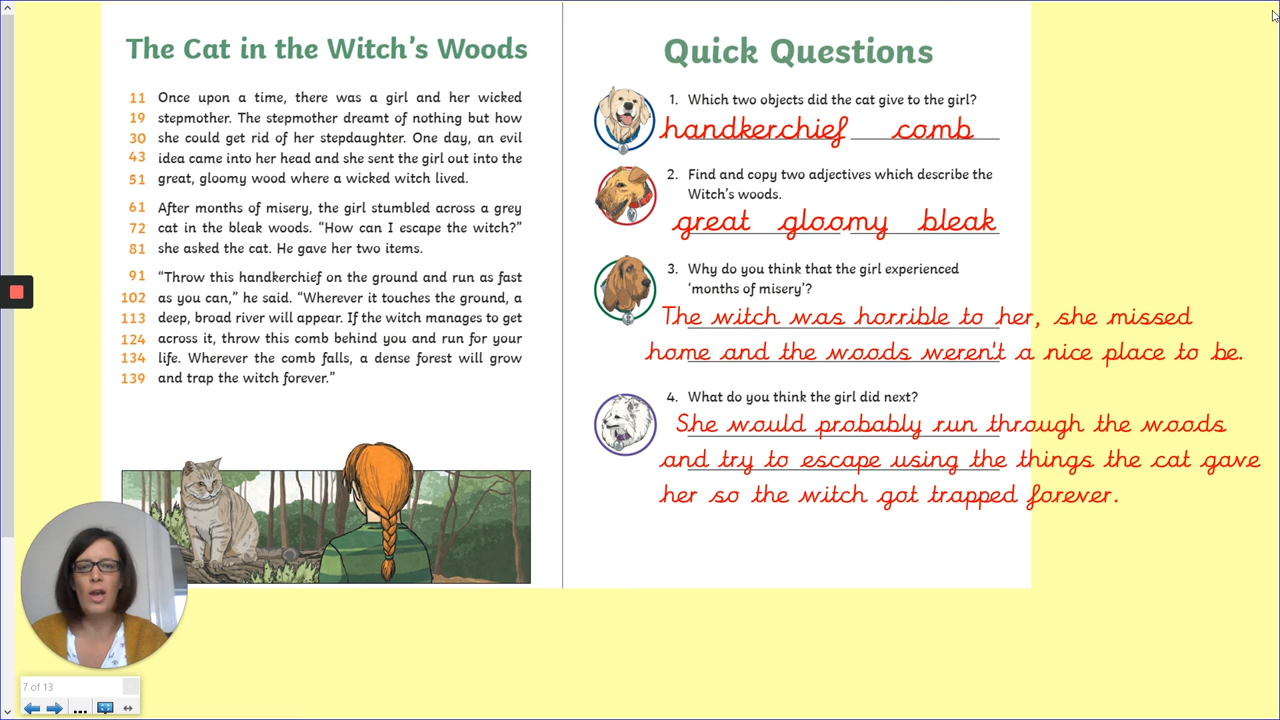 The Cat in the Witch's Woods
11 Once upon a time, there was a girl and her wicked
19 stepmother. The stepmother dreamt of nothing but how
30 she could get rid of her stepdaughter. One day, an evil
43 idea came into her head and she sent the girl out into the
51 great, gloomy wood where a wicked witch lived.
61 After months of misery, the girl stumbled across a grey
72 cat in the bleak woods. “How can I escape the witch?”
81 she asked the cat. He gave her two items.
91 “Throw this handkerchief on the ground and run as fast
102 as you can,” he said. “Wherever it touches the ground, a
113 deep, broad river will appear. If the witch manages to get
124 across it, throw this comb behind you and run for your
134 life. Wherever the comb falls, a dense forest will grow
139 and trap the witch forever.”
Quick Questions
1. Which two objects did the cat give to the girl?
handkerchief comb
2. Find and copy two adjectives which describe the
Witch's woods.
great gloomy bleak
3. Why do you think that the girl experienced
‘months of misery’?
The witch was horrible to her, she missed
home and the woods weren't a nice place to be.
4. What do you think the girl did next?
She would probably run through the woods
and try to escape using the things the cat gave
her so the witch got trapped forever.
7 of 13